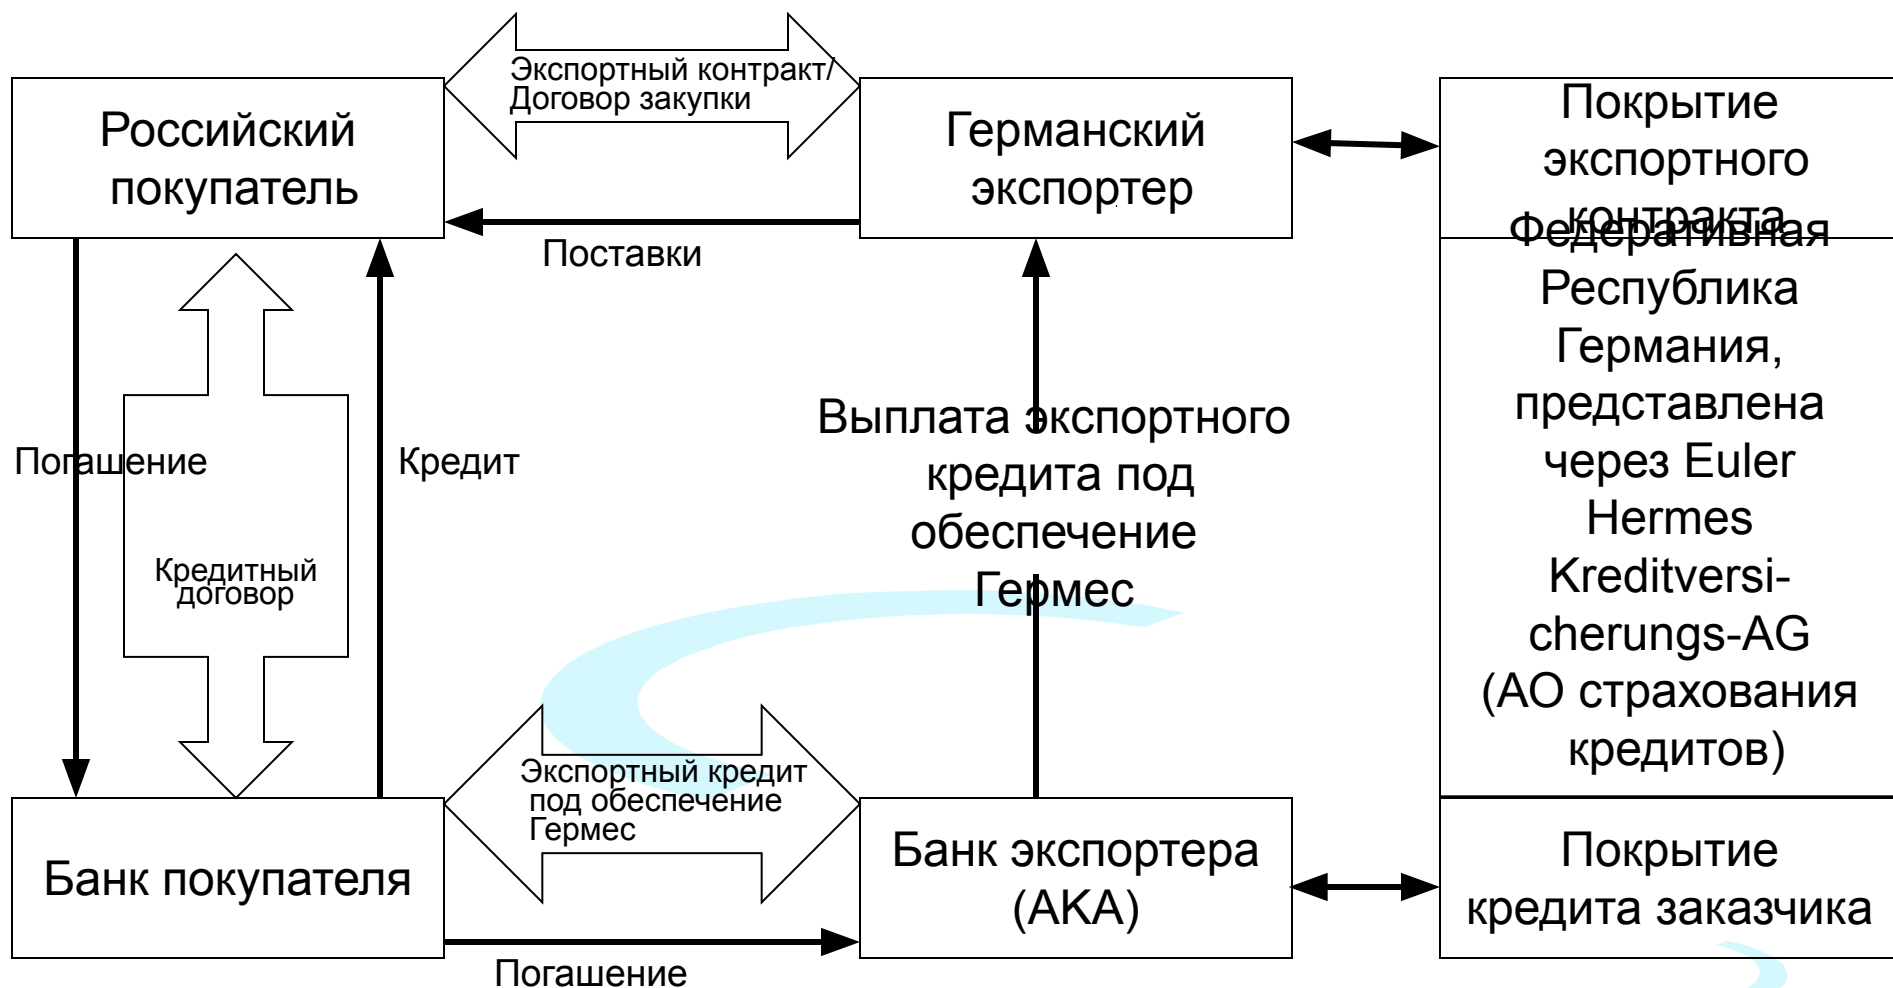 Экспортный контракт/
Договор закупки
Российский
покупатель
Германский
экспортер
Покрытие
экспортного
контракта
Поставки
Федеративная
Республика
Германия,
представлена
через Euler
Hermes
Kreditversi-
cherungs-AG
(АО страхования
кредитов)
Погашение
Кредит
Кредитный
договор
Выплата экспортного
кредита под
обеспечение
Гермес
Экспортный кредит
под обеспечение
Гермес
Банк покупателя
Банк экспортера
(АКА)
Покрытие
кредита заказчика
Погашение